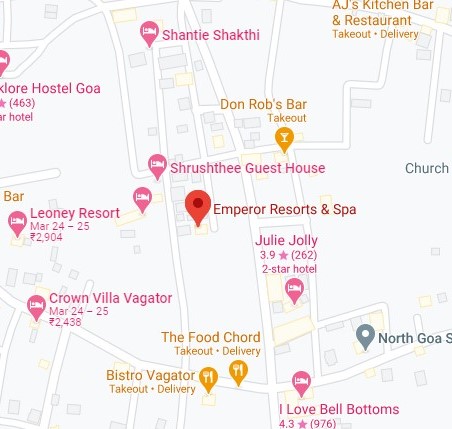 AJ's Kitchen Bar
& Restaurant
Takeout • Delivery
Shantie Shakthi
klore Hostel Goa
(463)
ar hotel
Don Rob's Bar
Takeout
Shrushthee Guest House
Church
Bar
Leoney Resort
Mar 24 – 25
₹2,904
Emperor Resorts & Spa
Julie Jolly
3.9 ★ (262)
2-star hotel
Crown Villa Vagator
Mar 24 – 25
₹2,438
The Food Chord
Takeout • Delivery
North Goa S
Bistro Vagator
Takeout • Delivery
I Love Bell Bottoms
4.3 ★ (976)